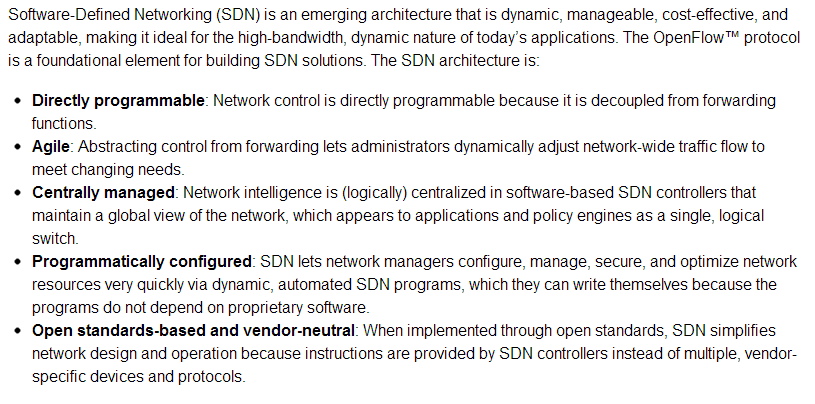 Software-Defined Networking (SDN) is an emerging architecture that is dynamic, manageable, cost-effective, and
adaptable, making it ideal for the high-bandwidth, dynamic nature of today's applications. The OpenFlow™ protocol
is a foundational element for building SDN solutions. The SDN architecture is:
• Directly programmable: Network control is directly programmable because it is decoupled from forwarding
functions.
• Agile: Abstracting control from forwarding lets administrators dynamically adjust network-wide traffic flow to
meet changing needs.
• Centrally managed: Network intelligence is (logically) centralized in software-based SDN controllers that
maintain a global view of the network, which appears to applications and policy engines as a single, logical
switch.
• Programmatically configured: SDN lets network managers configure, manage, secure, and optimize network
resources very quickly via dynamic, automated SDN programs, which they can write themselves because the
programs do not depend on proprietary software.
• Open standards-based and vendor-neutral: When implemented through open standards, SDN simplifies
network design and operation because instructions are provided by SDN controllers instead of multiple, vendor-
specific devices and protocols.